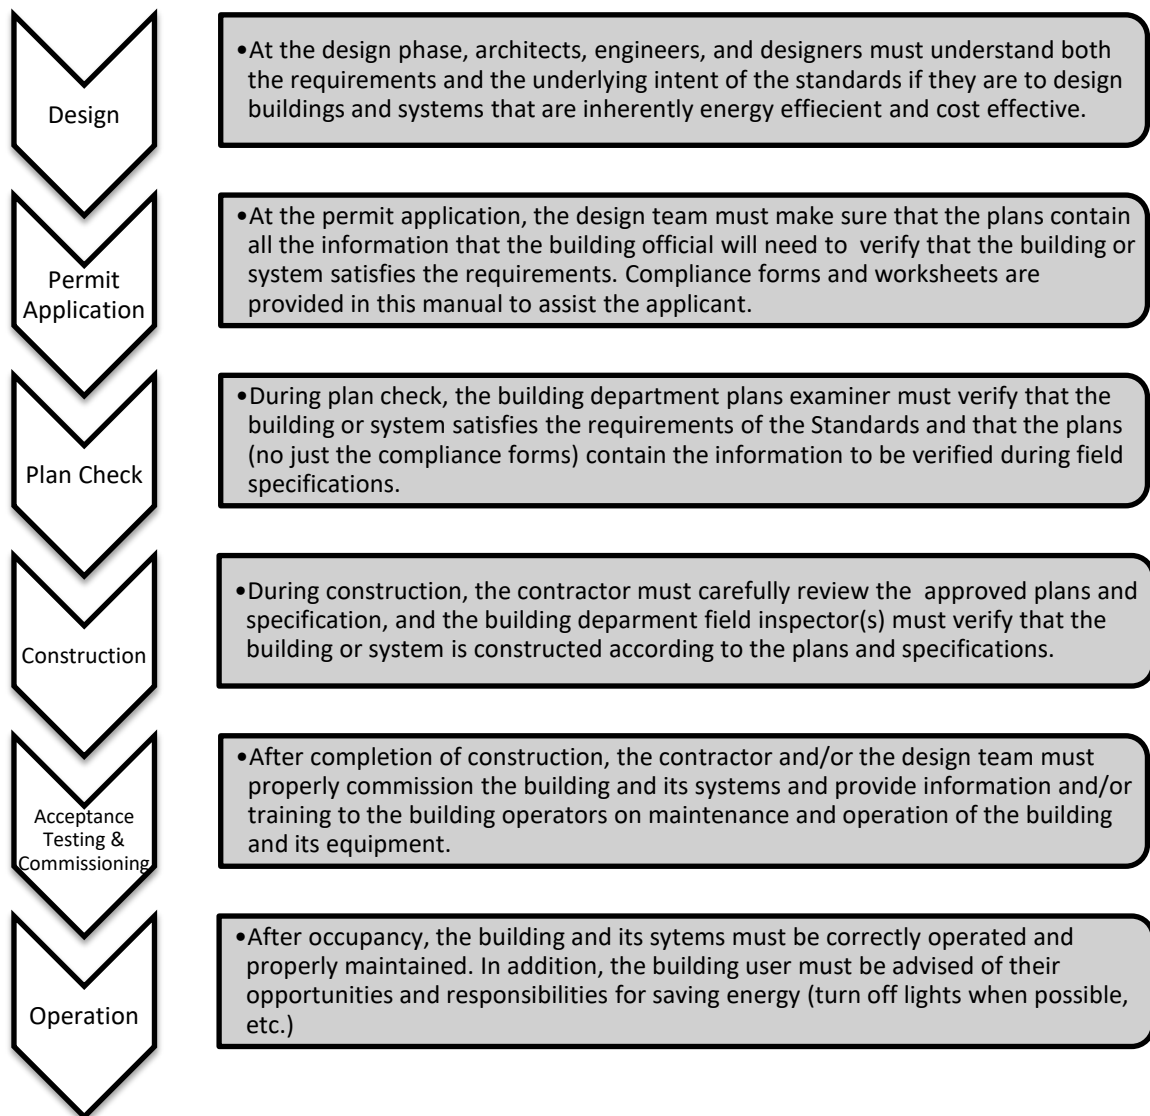 Design
•At the design phase, architects, engineers, and designers must understand both
the requirements and the underlying intent of the standards if they are to design
buildings and systems that are inherently energy effiecient and cost effective.
Permit
Application
•At the permit application, the design team must make sure that the plans contain
all the information that the building official will need to  verify that the building or
system satisfies the requirements. Compliance forms and worksheets are
provided in this manual to assist the applicant.
Plan Check
•During plan check, the building department plans examiner must verify that the
building or system satisfies the requirements of the Standards and that the plans
(no just the compliance forms) contain the information to be verified during field
specifications.
Construction
•During construction, the contractor must carefully review the  approved plans and
specification, and the building deparment field inspector(s) must verify that the
building or system is constructed according to the plans and specifications.
Acceptance
Testing &
Commissioning
•After completion of construction, the contractor and/or the design team must
properly commission the building and its systems and provide information and/or
training to the building operators on maintenance and operation of the building
and its equipment.
Operation
•After occupancy, the building and its sytems must be correctly operated and
properly maintained. In addition, the building user must be advised of their
opportunities and responsibilities for saving energy (turn off lights when possible,
etc.)